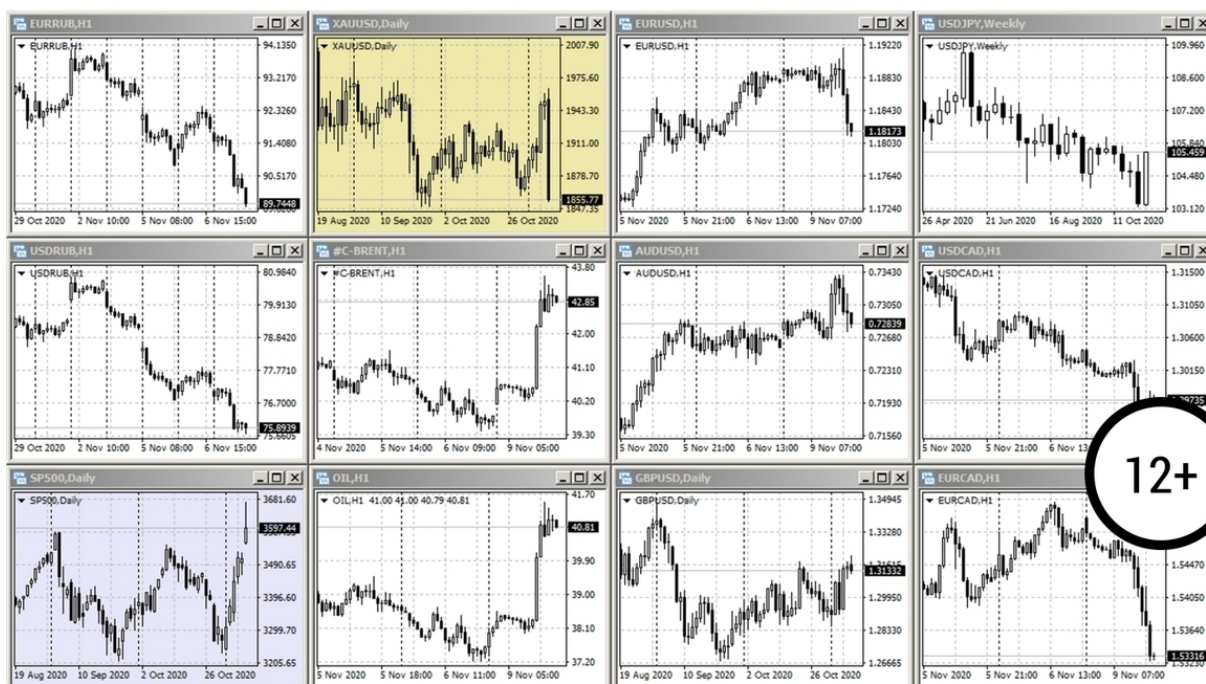 EURRUB,H1
EURRUB,H1
94.1350
93.2170
92.3260
91.4080
90.5170
89.7448
29 Oct 2020 2 Nov 10:00 5 Nov 08:00 6 Nov 15:00
XAUUSD,Daily
XAUUSD,Daily
2007.90
1975.60
1943.30
1911.00
1878.70
1855.77
1847.35
19 Aug 2020 10 Sep 2020 2 Oct 2020 26 Oct 2020
EURUSD,H1
EURUSD,H1
1.19220
1.18830
1.18430
1.18173
1.18030
1.17640
1.17240
5 Nov 2020 5 Nov 21:00 6 Nov 13:00 9 Nov 07:00
USDJPY,Weekly
USDJPY,Weekly
109.960
108.600
107.200
105.840
105.459
104.480
103.120
26 Apr 2020 21 Jun 2020 16 Aug 2020 11 Oct 2020
USDRUB,H1
USDRUB,H1
80.9840
79.9130
78.8420
77.7710
76.7000
75.8939
75.6605
29 Oct 2020 2 Nov 10:00 5 Nov 08:00 6 Nov 15:00
#C-BRENT,H1
#C-BRENT,H1
43.80
42.85
42.00
41.10
40.20
39.30
4 Nov 2020 5 Nov 14:00 6 Nov 09:00 9 Nov 05:00
AUDUSD,H1
AUDUSD,H1
0.73430
0.73050
0.72839
0.72680
0.72310
0.71930
0.71560
5 Nov 2020 5 Nov 21:00 6 Nov 13:00 9 Nov 07:00
USDCAD,H1
USDCAD,H1
1.31500
1.31050
1.30600
1.30150
5 Nov 2020 5 Nov 21:00 6 Nov
12+
SP500,Daily
SP500,Daily
3681.60
3597.44
3490.65
3396.60
3299.70
3205.65
19 Aug 2020 10 Sep 2020 2 Oct 2020 26 Oct 2020
OIL,H1
OIL,H1 41.00 41.00 40.79 40.81
41.70
40.81
39.90
39.00
38.10
37.20
5 Nov 2020 5 Nov 18:00 6 Nov 11:00 9 Nov 05:00
GBPUSD,Daily
GBPUSD,Daily
1.34945
1.33280
1.31332
1.29950
1.28330
1.26665
19 Aug 2020 10 Sep 2020 2 Oct 2020 26 Oct 2020
EURCAD,H1
EURCAD,H1
1.54470
1.54050
1.53640
1.53316
5 Nov 2020 5 Nov 21:00 6 Nov 13:00 9 Nov 07:00